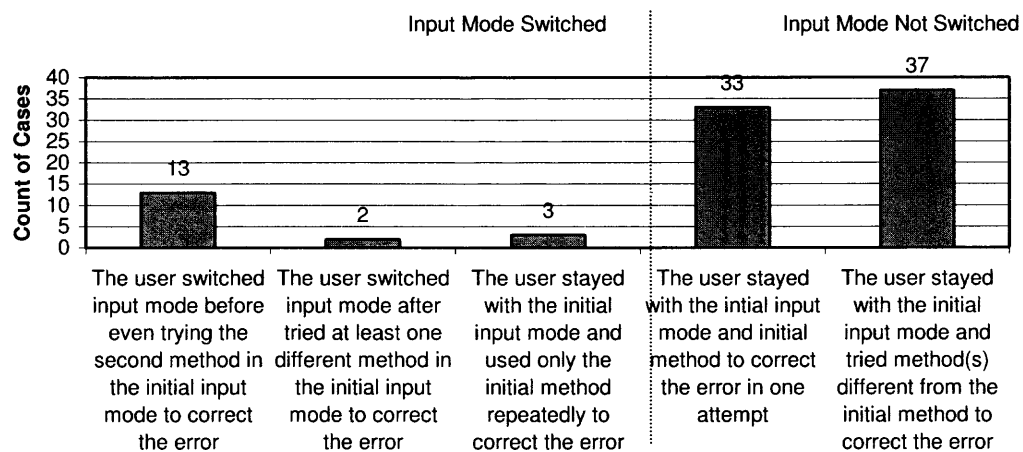 Input Mode Switched
Input Mode Not Switched
Count of Cases
40
35
30
25
20
15
10
5
0
13
2
3
33
37
The user switched
input mode before
even trying the
second method in
the initial input
mode to correct
the error
The user switched
input mode after
tried at least one
different method in
the initial input
mode to correct
the error
The user stayed
with the initial
input mode and
used only the
initial method
repeatedly to
correct the error
The user stayed
with the intial input
mode and initial
method to correct
the error in one
attempt
The user stayed
with the initial
input mode and
tried method(s)
different from the
initial method to
correct the error